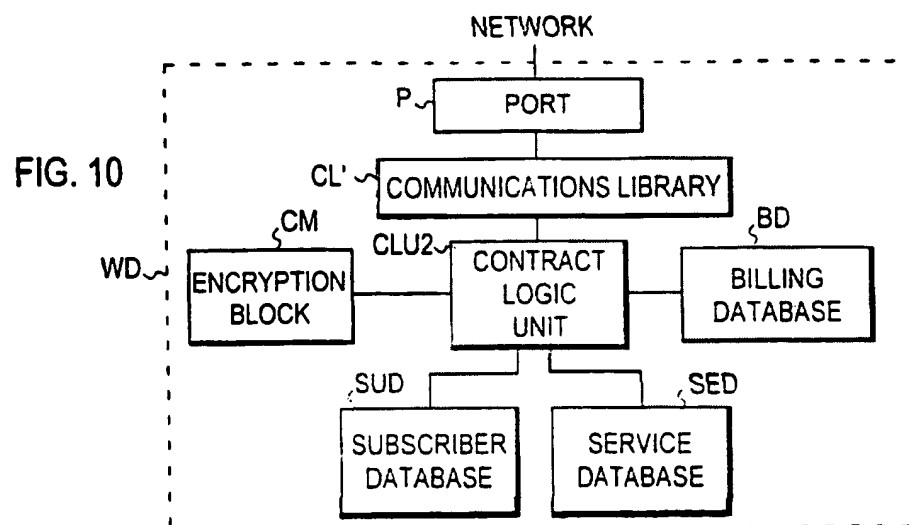 NETWORK
P
PORT
FIG. 10
CL'
COMMUNICATIONS LIBRARY
CM
CLU2
BD
WD
ENCRYPTION
BLOCK
CONTRACT
LOGIC
UNIT
BILLING
DATABASE
SUD
SED
SUBSCRIBER
DATABASE
SERVICE
DATABASE